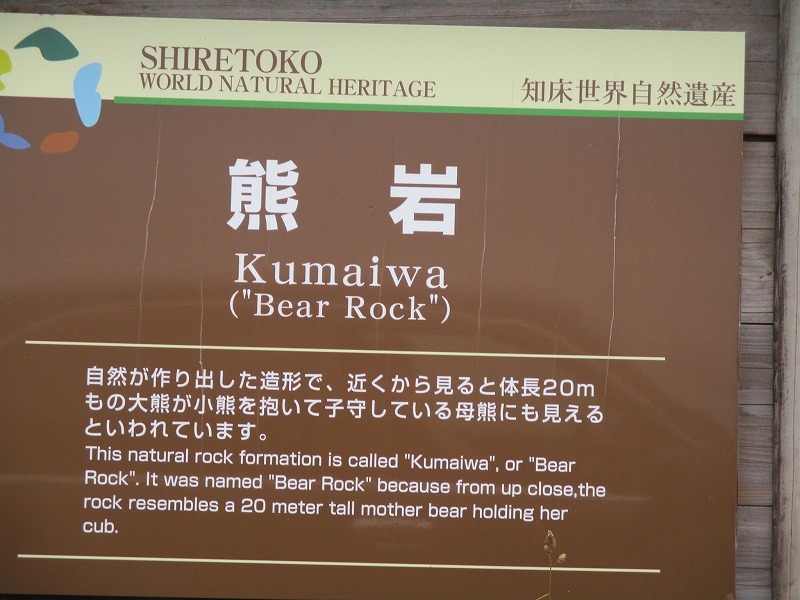 SHIRETOKO
WORLD NATURAL HERITAGE
知床世界自然遺産
熊 岩
Kumaiwa
("Bear Rock")
自然が作り出した造形で、近くから見ると体長20m
もの大熊が小熊を抱いて子守している母熊にも見える
といわれています。
This natural rock formation is called "Kumaiwa", or "Bear
Rock". It was named "Bear Rock" because from up close,the
rock resembles a 20 meter tall mother bear holding her
cub.